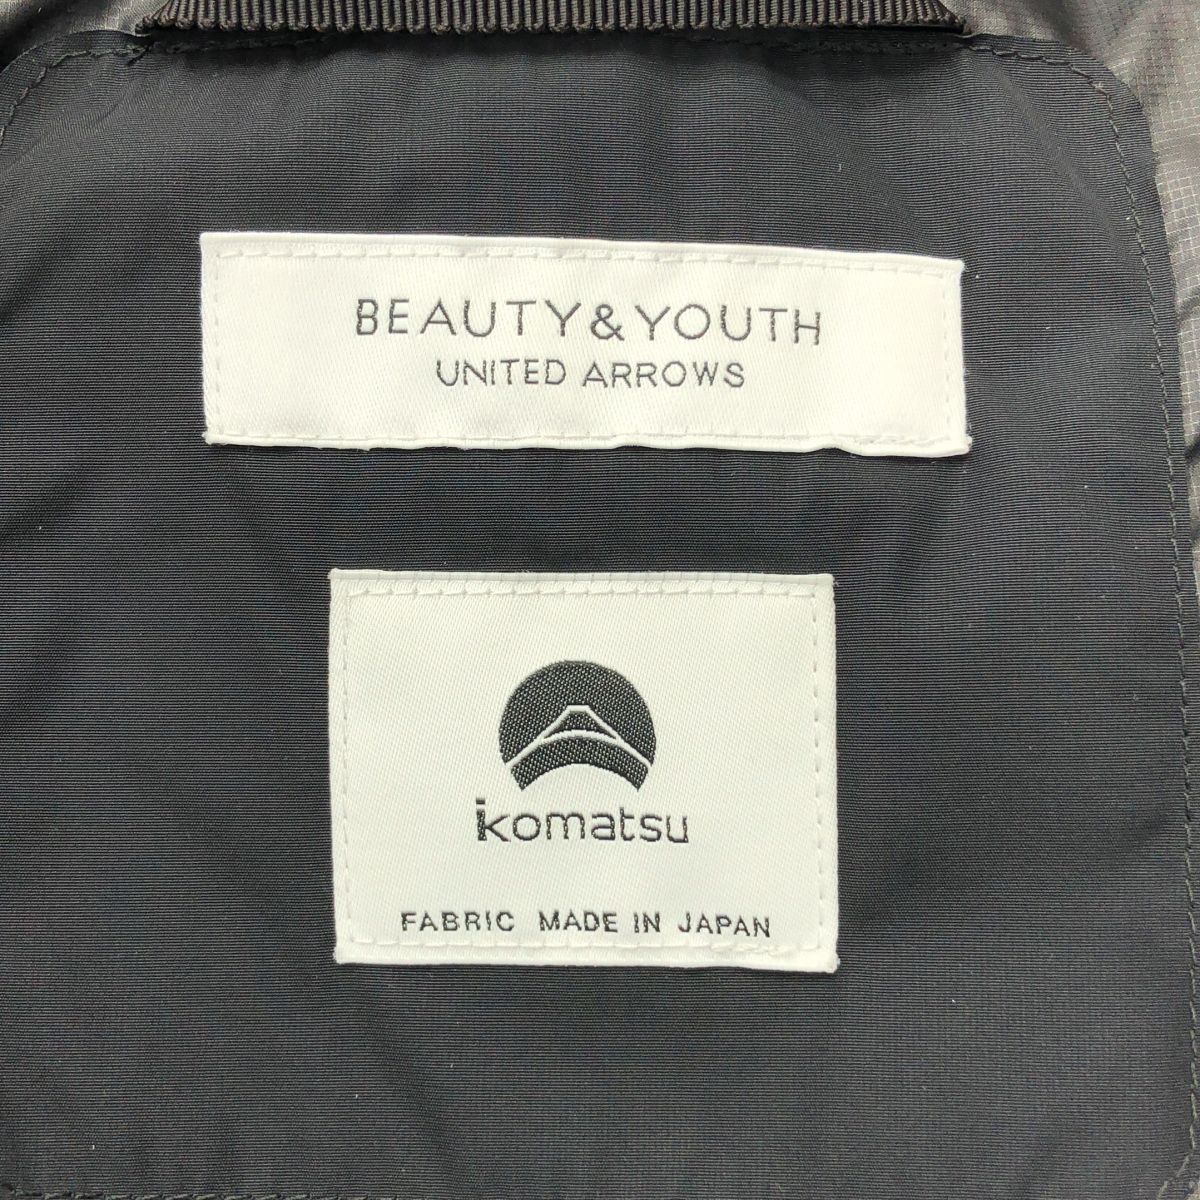 BEAUTY&YOUTH
UNITED ARROWS
komatsu
FABRIC MADE IN JAPAN